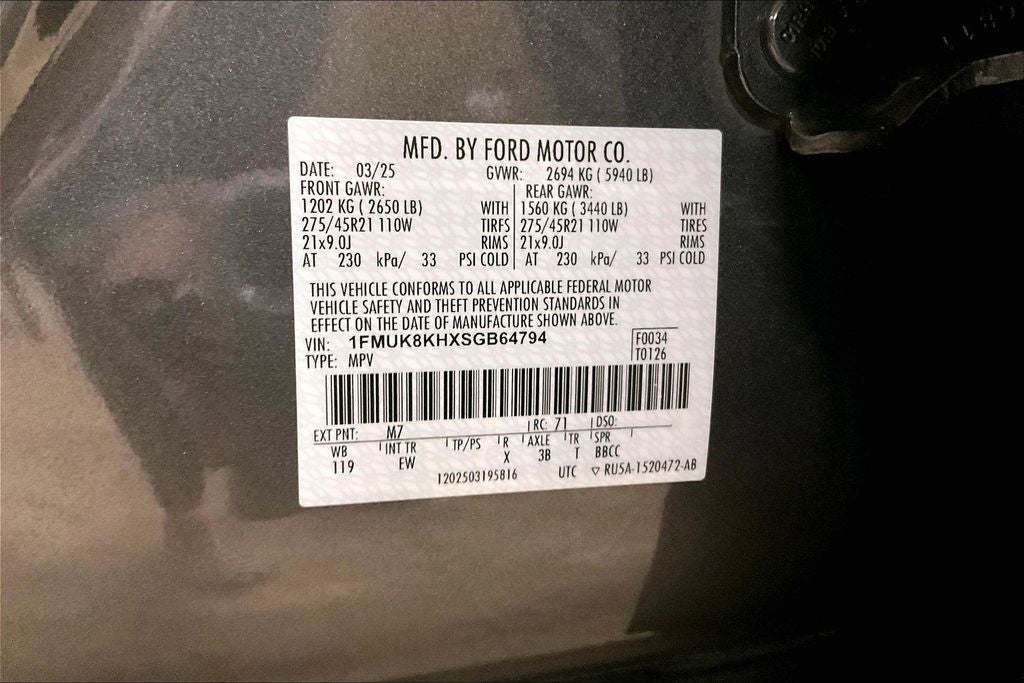 MFD. BY FORD MOTOR CO.
DATE: 03/25 GVWR: 2694 KG ( 5940 LB)
FRONT GAWR: REAR GAWR:
1202 KG ( 2650 LB) WITH 1560 KG ( 3440 LB) WITH
275/45R21 110W TIRES 275/45R21 110W TIRES
21x9.0J RIMS 21x9.0J RIMS
AT 230 kPa/ 33 PSI COLD AT 230 kPa/ 33 PSI COLD
THIS VEHICLE CONFORMS TO ALL APPLICABLE FEDERAL MOTOR
VEHICLE SAFETY AND THEFT PREVENTION STANDARDS IN
EFFECT ON THE DATE OF MANUFACTURE SHOWN ABOVE.
VIN: 1FMUK8KHXSGB64794 F0034
TYPE: MPV T0126
EXT PNT: M7 RC: 71 DSO:
WB INT TR TP/PS R AXLE TR SPR
119 EW X 3B T BBCC
1202503195816 UTC ▽ RU5A-1520472-AB